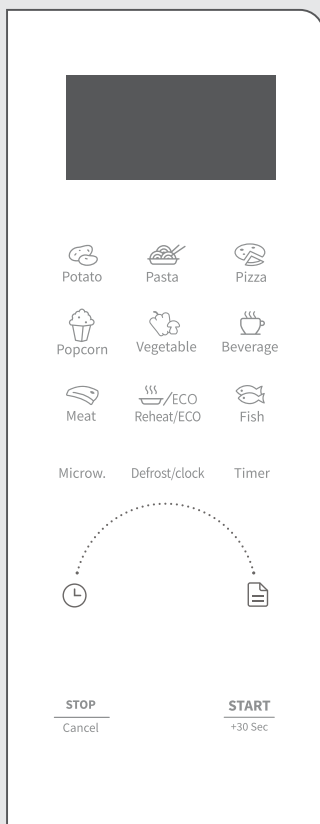 Potato Pasta Pizza
Popcorn Vegetable Beverage
/ECO
Meat Reheat/ECO Fish
Microw. Defrost/clock Timer
STOP START
Cancel +30 Sec